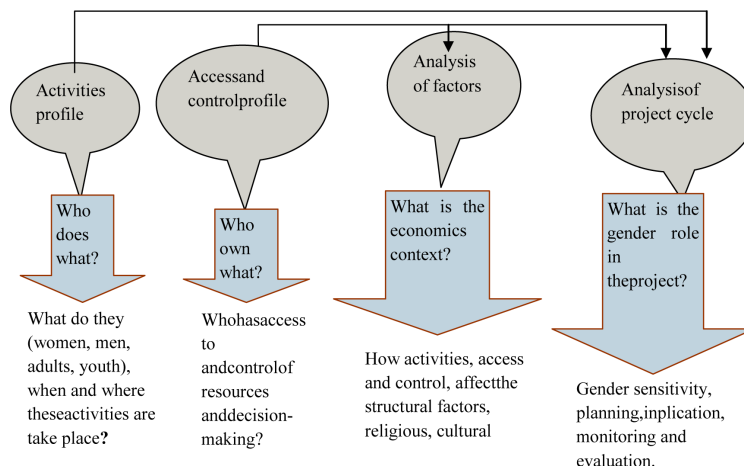 Activities
profile
Accessand
controlprofile
Analysis
of factors
Analysisof
project cycle
Who
does
what?
Who
own
what?
What is the
economics
context?
What is the
gender role
in
theproject?
What do they
(women, men,
adults, youth),
when and where
theseactivities are
take place?
Whohasaccess
to
andcontrolof
resources
anddecision-
making?
How activities, access
and control, affectthe
structural factors,
religious, cultural
Gender sensitivity,
planning,inplication,
monitoring and
evaluation.